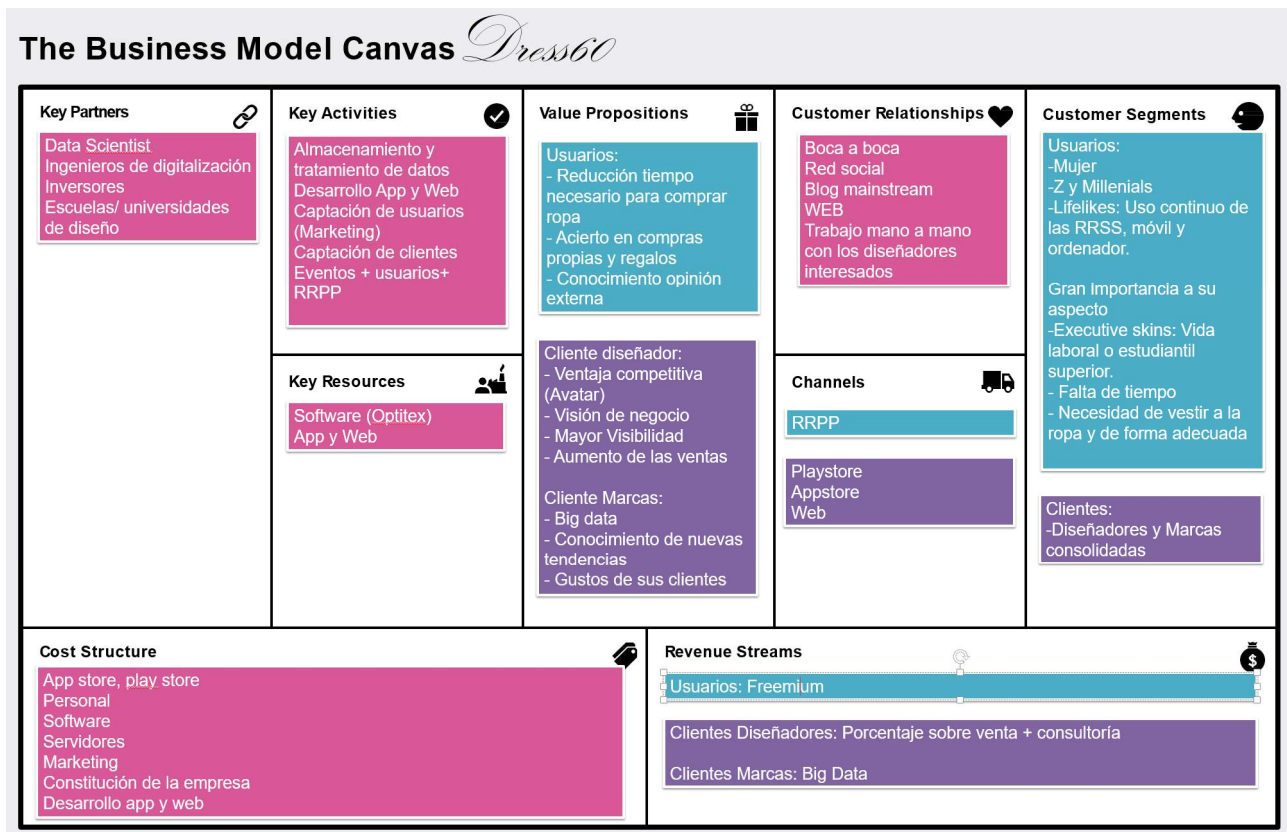 The Business Model Canvas Dress60
Key Partners
Data Scientist
Ingenieros de digitalización
Inversores
Escuelas/ universidades
de diseño
Key Activities
Almacenamiento y
tratamiento de datos
Desarrollo App y Web
Captación de usuarios
(Marketing)
Captación de clientes
Eventos + usuarios+
RRPP
Key Resources
Software (Optitex)
App y Web
Value Propositions
Usuarios:
- Reducción tiempo
necesario para comprar
ropa
- Acierto en compras
propias y regalos
- Conocimiento opinión
externa
Cliente diseñador:
- Ventaja competitiva
(Avatar)
- Visión de negocio
- Mayor Visibilidad
- Aumento de las ventas
Cliente Marcas:
- Big data
- Conocimiento de nuevas
tendencias
- Gustos de sus clientes
Customer Relationships
Boca a boca
Red social
Blog mainstream
WEB
Trabajo mano a mano
con los diseñadores
interesados
Channels
RRPP
Playstore
Appstore
Web
Customer Segments
Usuarios:
-Mujer
-Z y Millenials
-Lifelikes: Uso continuo de
las RRSS, móvil y
ordenador.
Gran Importancia a su
aspecto
-Executive skins: Vida
laboral o estudiantil
superior.
- Falta de tiempo
- Necesidad de vestir a la
ropa y de forma adecuada
Clientes:
-Diseñadores y Marcas
consolidadas
Cost Structure
App store, play store
Personal
Software
Servidores
Marketing
Constitución de la empresa
Desarrollo app y web
Revenue Streams
Usuarios: Freemium
Clientes Diseñadores: Porcentaje sobre venta + consultoría
Clientes Marcas: Big Data